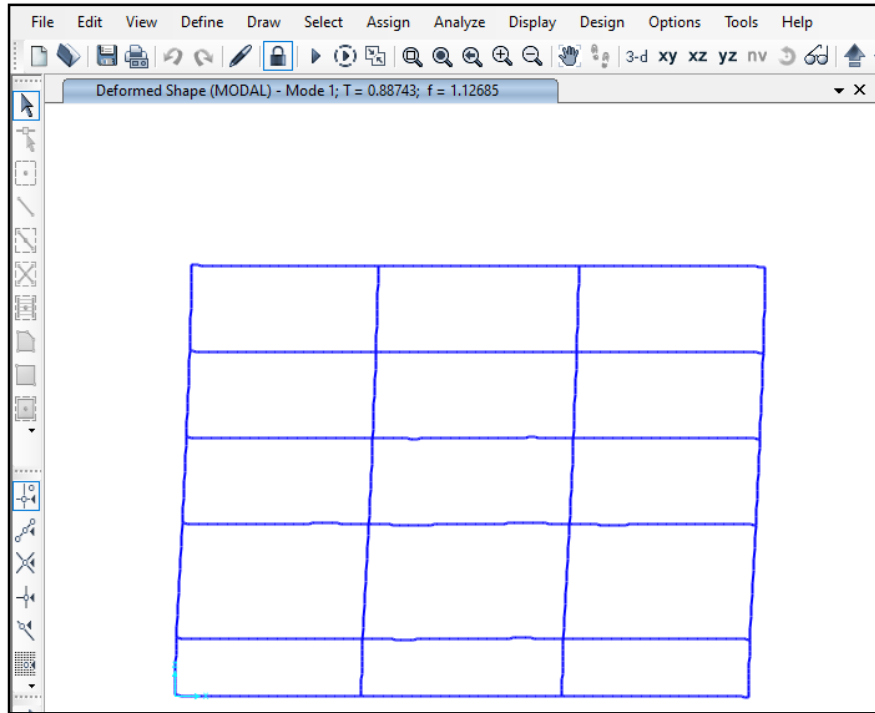 File Edit View Define Draw Select Assign Analyze Display Design Options Tools Help
3-d xy xz yz nv
Deformed Shape (MODAL) - Mode 1; T = 0.88743; f = 1.12685